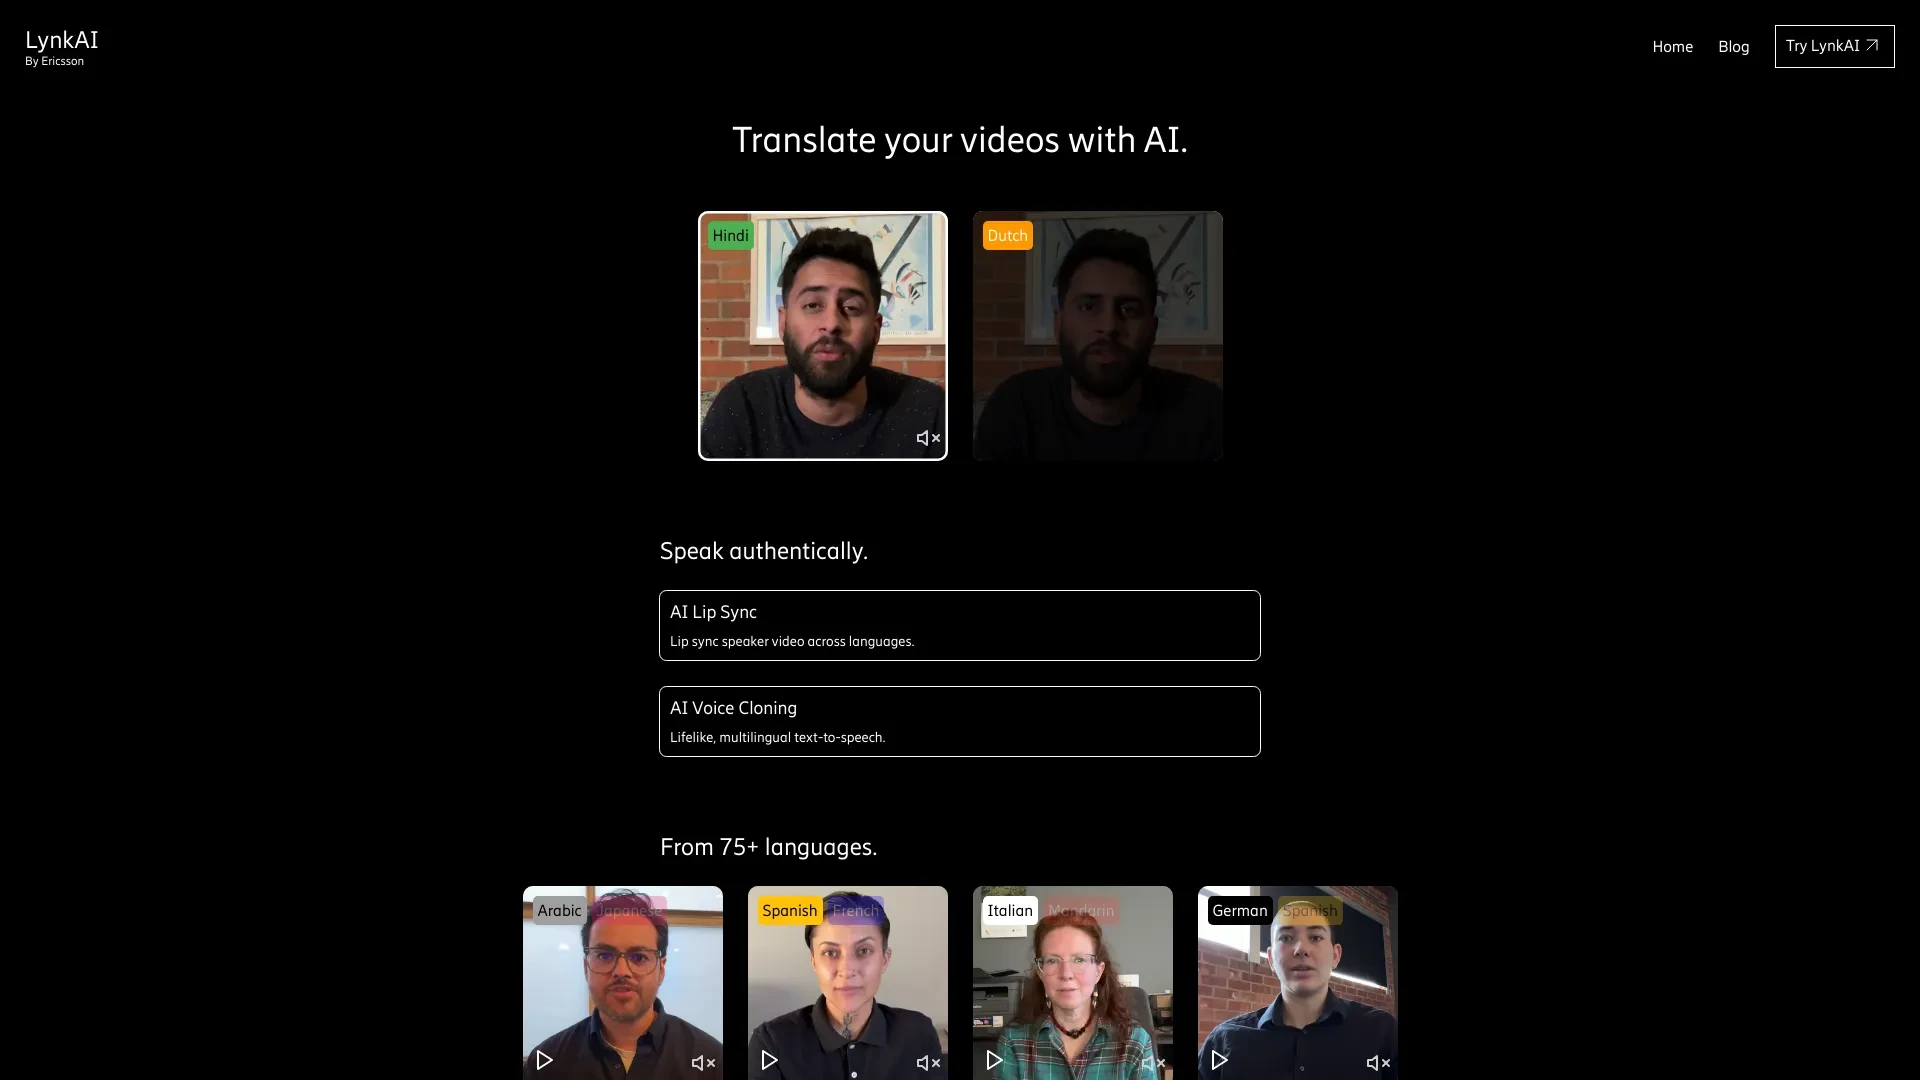 LynkAI
By Ericsson
Home
Blog
Try LynkAI
Translate your videos with AI.
Hindi
Dutch
Speak authentically.
AI Lip Sync
Lip sync speaker video across languages.
AI Voice Cloning
Lifelike, multilingual text-to-speech.
From 75+ languages.
Arabic
Japanese
Spanish
French
Italian
Mandarin
German
Spanish